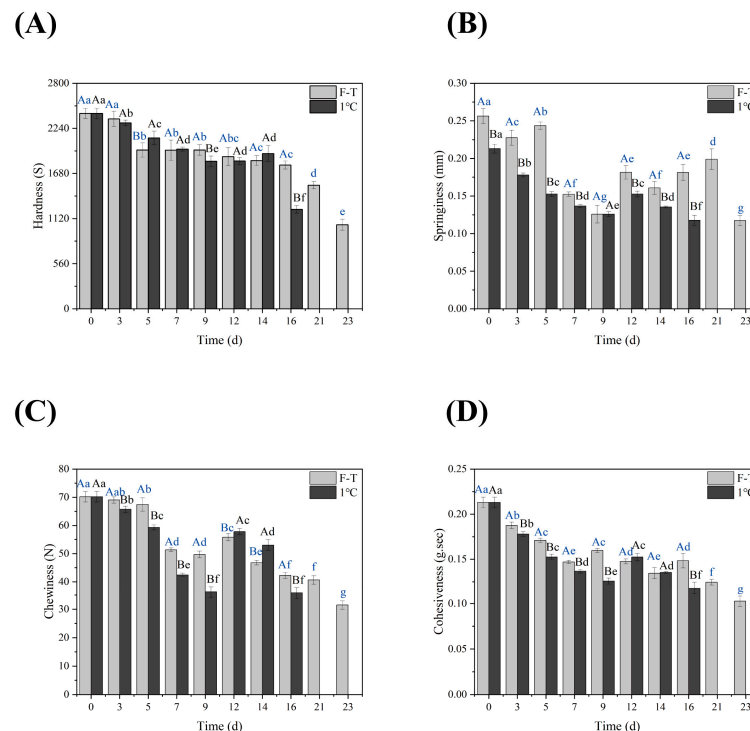 (A)
2800
2240
1680
1120
560
0
Hardness (S)
F-T
1℃
Aa Aa Aa Ab Bb Ac Ab Ad Ab Be Abc Ad Ac Ad Ac Bf d e
0 3 5 7 9 12 14 16 21 23
Time (d)
(B)
0.30
0.25
0.20
0.15
0.10
0.05
0.00
Springiness (mm)
F-T
1℃
Aa Ba Ac Bb Ab Bc Af Bd Ag Ae Ae Bc Af Bd Ae Bf d g
0 3 5 7 9 12 14 16 21 23
Time (d)
(C)
80
70
60
50
40
30
20
10
0
Chewiness (N)
F-T
1℃
Aa Aa Aab Bb Ab Bc Ad Be Ad Bf Bc Ac Be Ad Af Bf f g
0 3 5 7 9 12 14 16 21 23
Time (d)
(D)
0.25
0.20
0.15
0.10
0.05
0.00
Cohesiveness (g.sec)
F-T
1℃
Aa Aa Ab Bb Ac Bc Ae Bd Ac Be Ad Ac Ae Ad Ad Bf f g
0 3 5 7 9 12 14 16 21 23
Time (d)